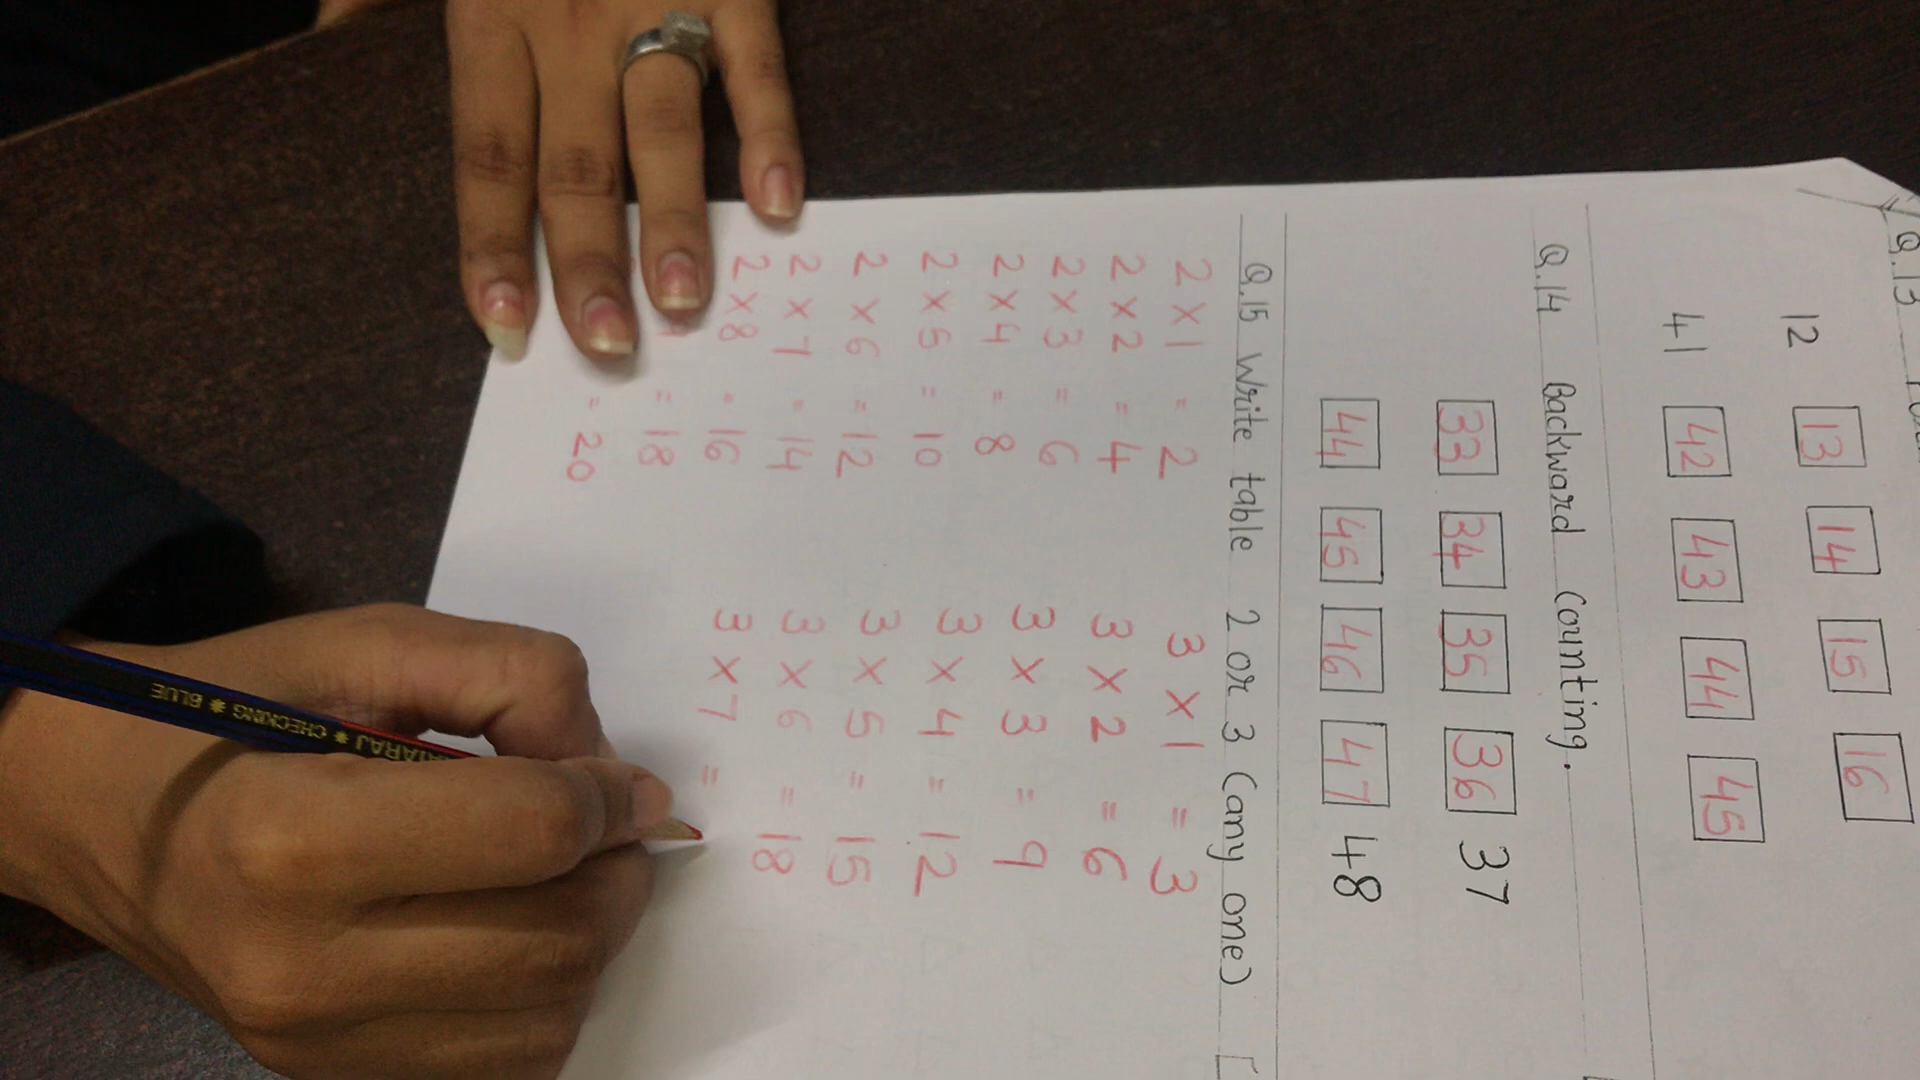 Q.13
12 13 14 15 16
41 42 43 44 45
Q.14 Backward Counting.
33 34 35 36 37
44 45 46 47 48
Q.15 Write table 2 or 3 (any one)
2 × 1 = 2
2 × 2 = 4
2 × 3 = 6
2 × 4 = 8
2 × 5 = 10
2 × 6 = 12
2 × 7 = 14
2 × 8 = 16
= 18
= 20
3 × 1 = 3
3 × 2 = 6
3 × 3 = 9
3 × 4 = 12
3 × 5 = 15
3 × 6 = 18
3 × 7 =
CHECKING * BLUE